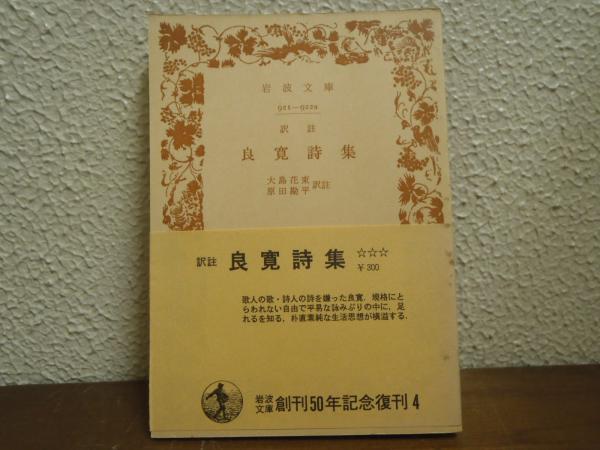 岩波文庫
921—922a
訳註
良寛詩集
大島花束
原田勘平
訳註
訳註 良寛詩集 ☆☆☆
￥300
歌人の歌・詩人の詩を嫌った良寛．規格にと
らわれない自由で平易な詠みぶりの中に，足
れるを知る，朴直素純な生活思想が横溢する．
岩波
文庫
創刊50年記念復刊4